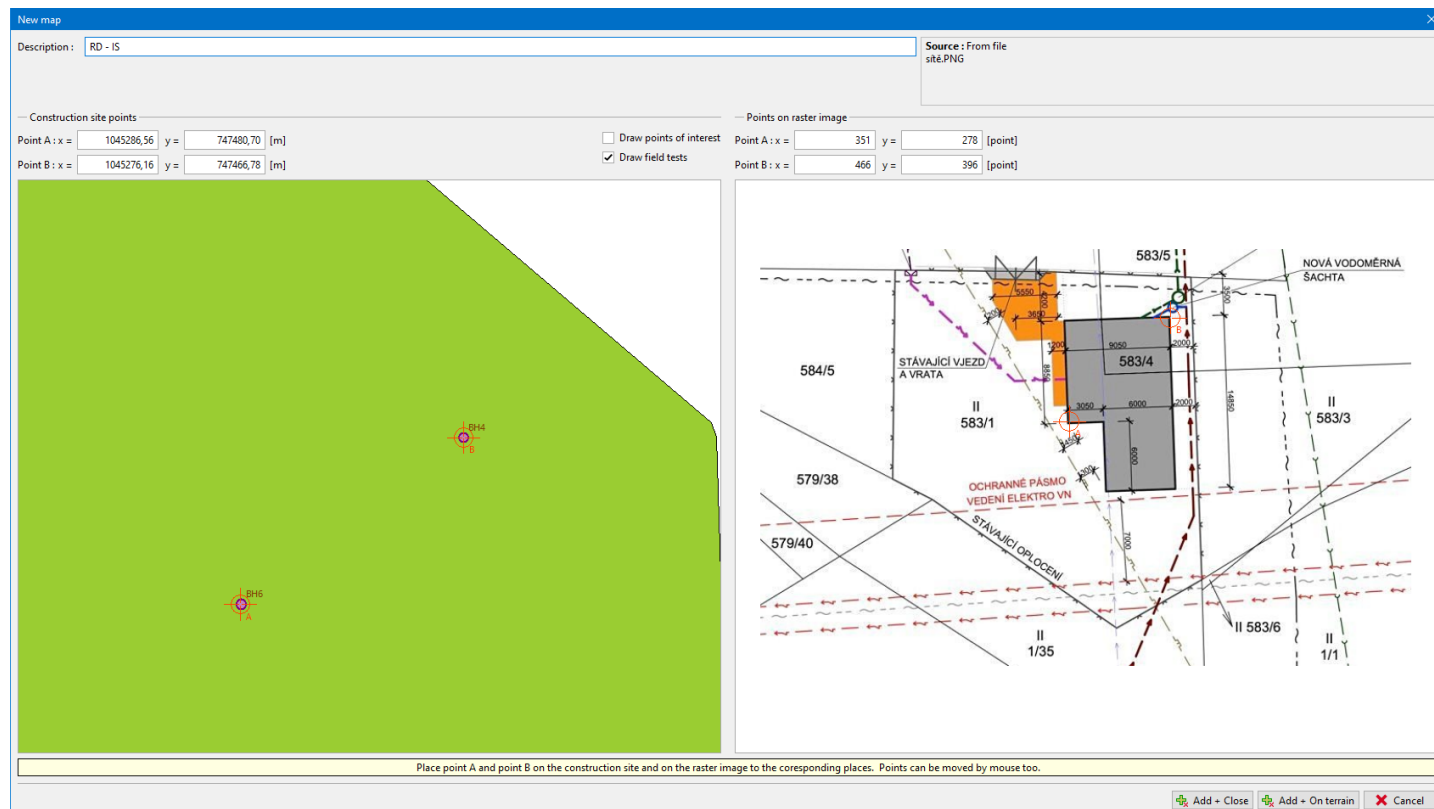 New map
Description :
RD - IS
Source : From file
sítě.PNG
Construction site points
Point A : x =
1045286,56
y =
747480,70
[m]
Point B : x =
1045276,16
y =
747466,78
[m]
Draw points of interest
Draw field tests
Points on raster image
Point A : x =
351
y =
278
[point]
Point B : x =
466
y =
396
[point]
BH4
B
BH6
A
583/5
NOVÁ VODOMĚRNÁ
ŠACHTA
5550
4200
3500
3650
B
1200
9050
2000
584/5
STÁVAJÍCÍ VJEZD
A VRATA
583/4
8850
14850
II
583/1
3050
6000
2000
II
583/3
6000
579/38
OCHRANNÉ PÁSMO
VEDENÍ ELEKTRO VN
STÁVAJÍCÍ OPLOCENÍ
7000
579/40
II
1/35
II 583/6
II
1/1
Place point A and point B on the construction site and on the raster image to the coresponding places.  Points can be moved by mouse too.
Add + Close
Add + On terrain
Cancel